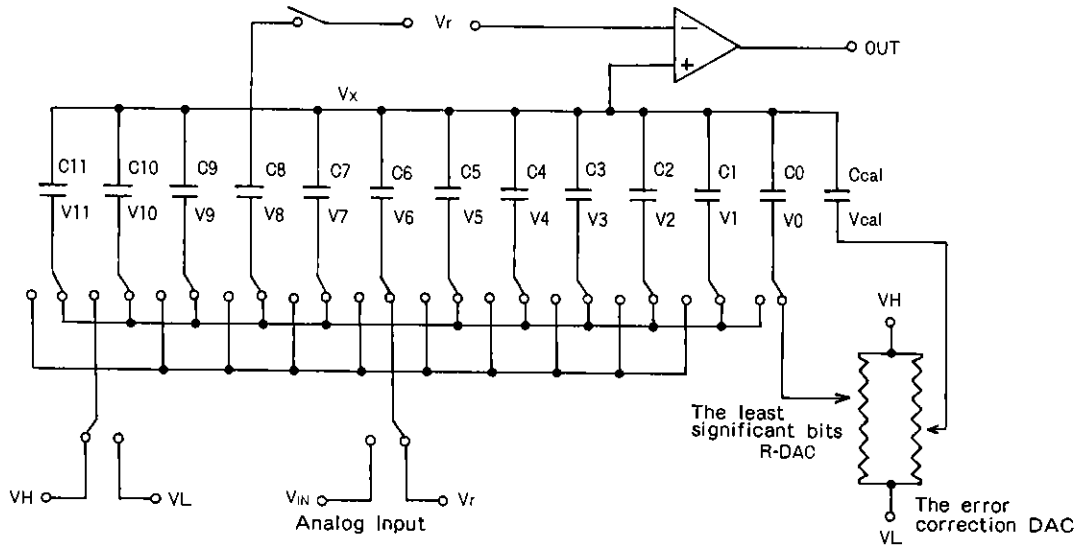 Vr
OUT
Vx
C11 C10 C9 C8 C7 C6 C5 C4 C3 C2 C1 C0 Ccal
V11 V10 V9 V8 V7 V6 V5 V4 V3 V2 V1 V0 Vcal
VH
The least
significant bits
R-DAC
VH VL
VIN Vr
Analog Input
VL
The error
correction DAC